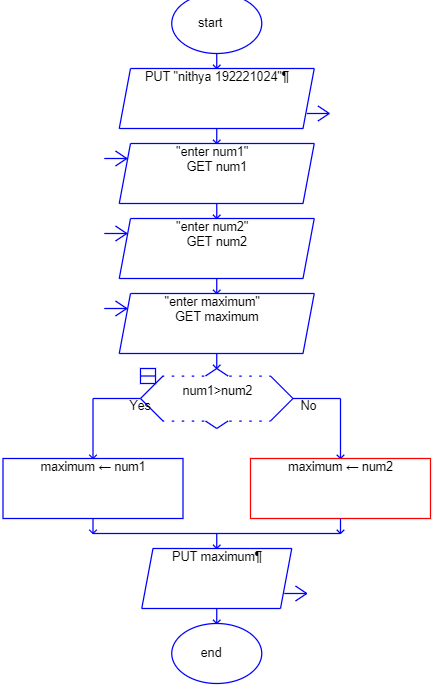 start
PUT "nithya 192221024"¶
"enter num1"
GET num1
"enter num2"
GET num2
"enter maximum"
GET maximum
num1>num2
Yes
No
maximum ← num1
maximum ← num2
PUT maximum¶
end